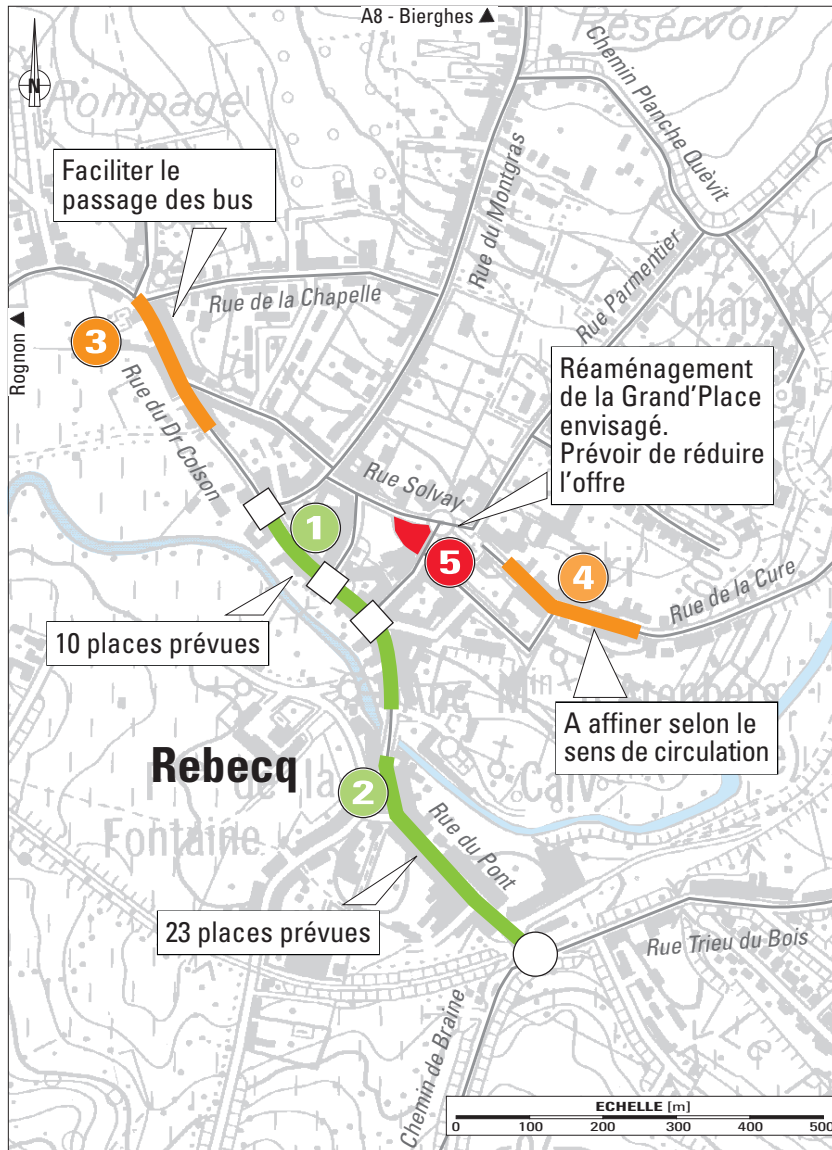 A8 - Bierghes ▲
Réservoir
N
Pompage
Chemin Planche Quèvit
Faciliter le
passage des bus
Rue du Montgras
Rue Parmentier
Rue de la Chapelle
Rognon ▲
3
Réaménagement
de la Grand'Place
envisagé.
Prévoir de réduire
l'offre
Rue du Dr Colson
Rue Solvay
1
5
4
Rue de la Cure
10 places prévues
A affiner selon le
sens de circulation
Rebecq
de la
Fontaine
Calv
2
Rue du Pont
23 places prévues
Rue Trieu du Bois
Chemin de Braine
ECHELLE [m]
0 100 200 300 400 500